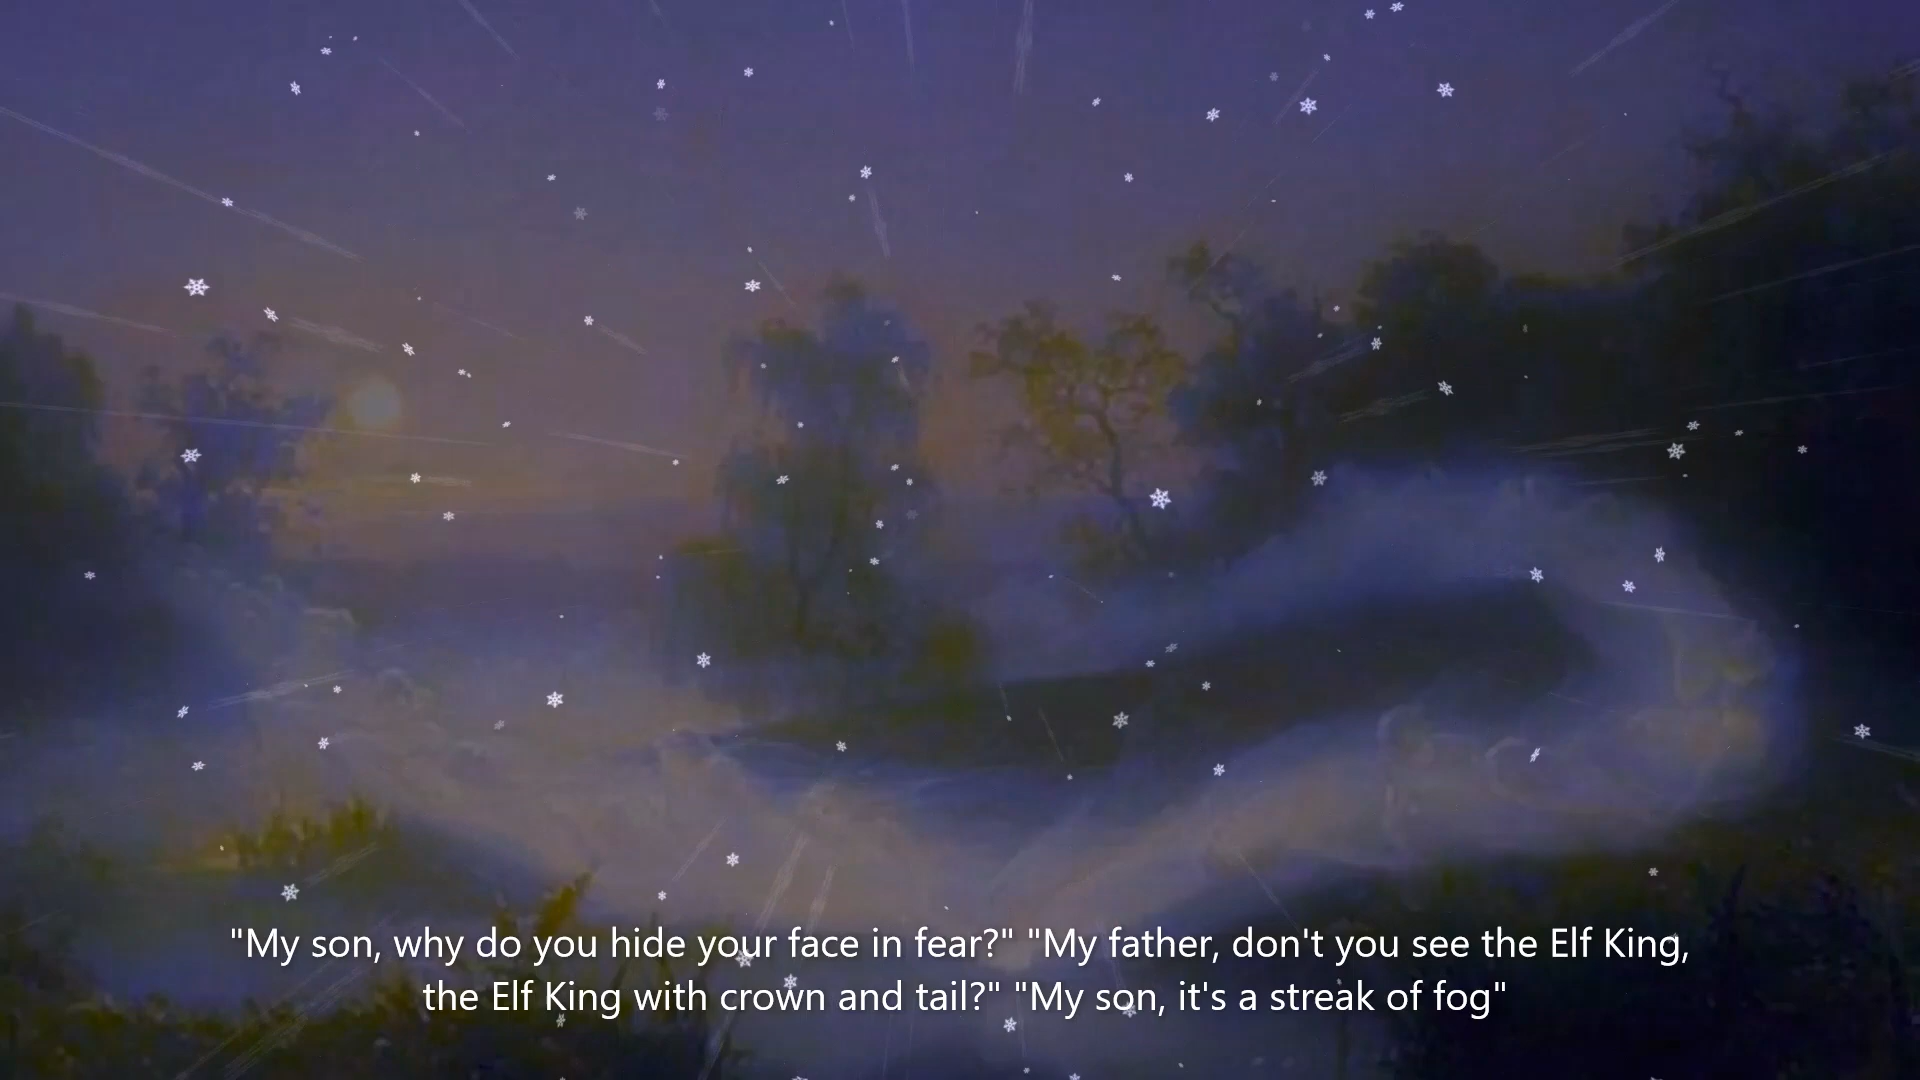 "My son, why do you hide your face in fear?" "My father, don't you see the Elf King,
the Elf King with crown and tail?" "My son, it's a streak of fog"